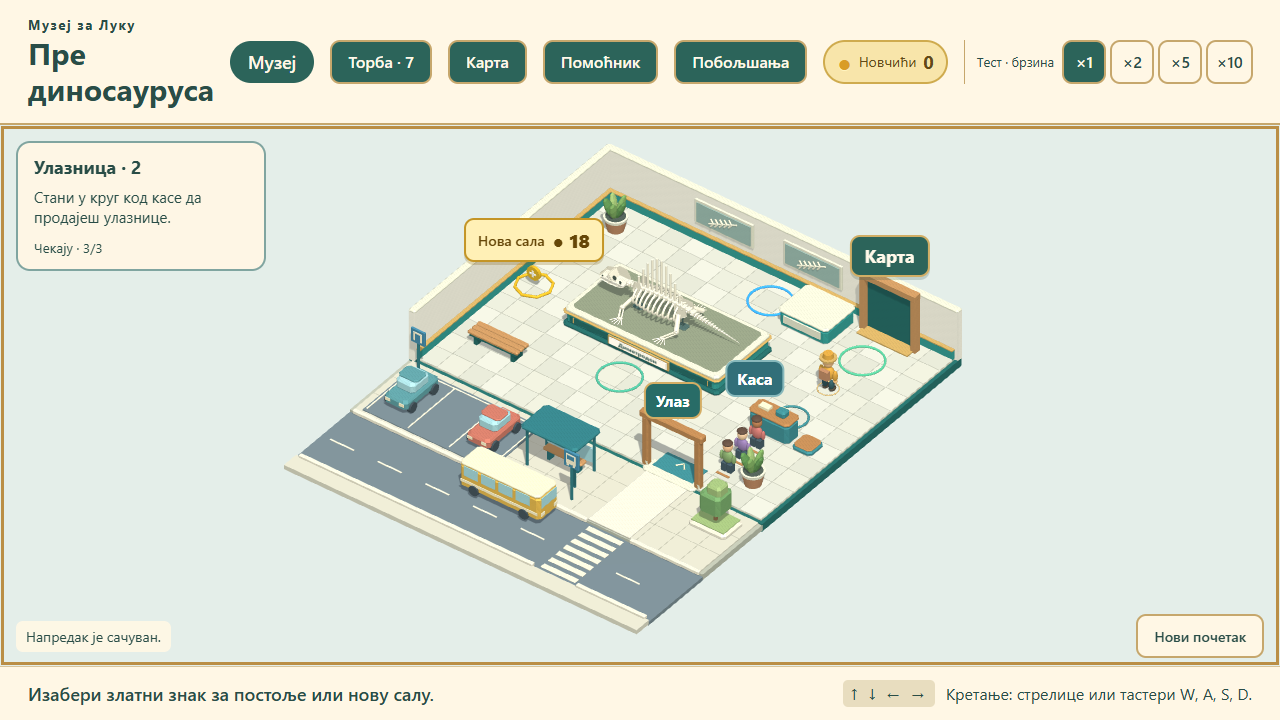 Музеј за Луку
Пре
диносауруса
Музеј
Торба · 7
Карта
Помоћник
Побољшања
Новчићи 0
Тест · брзина
×1
×2
×5
×10
Улазница · 2
Стани у круг код касе да
продајеш улазнице.
Чекају · 3/3
Нова сала ● 18
Карта
Каса
Улаз
Напредак је сачуван.
Нови почетак
Изабери златни знак за постоље или нову салу.
↑ ↓ ← →
Кретање: стрелице или тастери W, A, S, D.